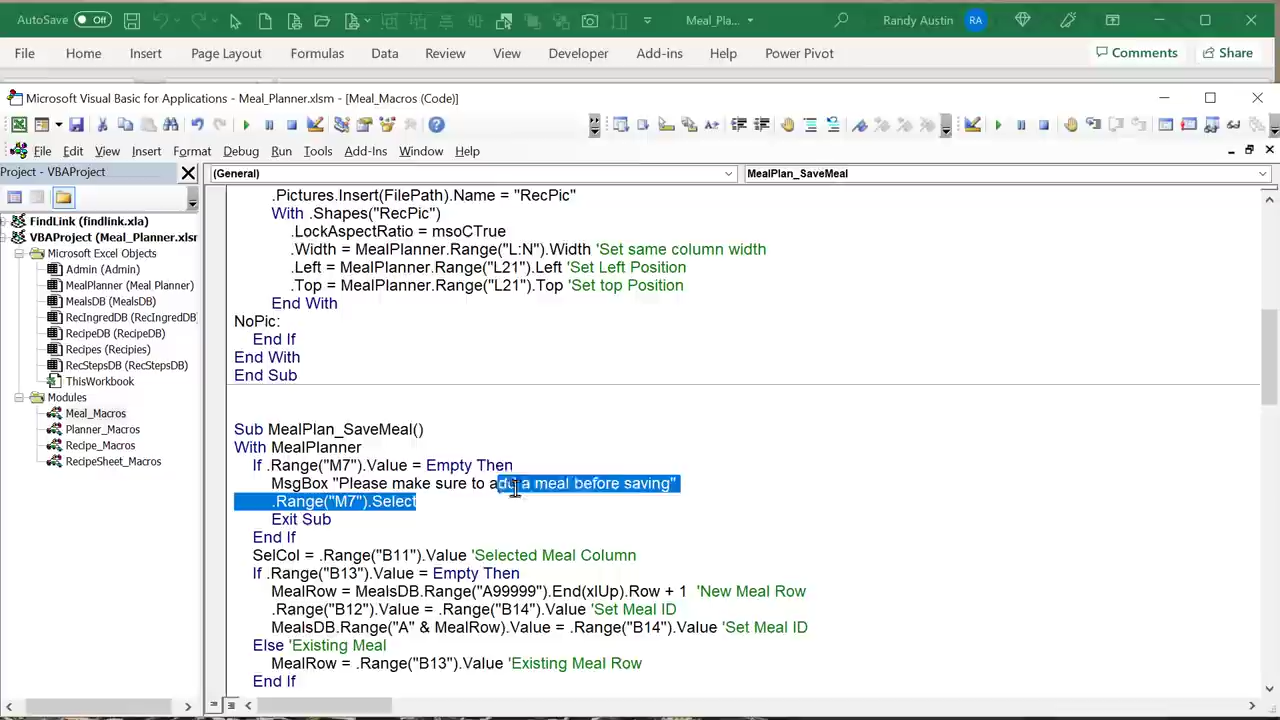 AutoSave Off Meal_Pla... Randy Austin RA
File Home Insert Page Layout Formulas Data Review View Developer Add-ins Help Power Pivot Comments Share
Microsoft Visual Basic for Applications - Meal_Planner.xlsm - [Meal_Macros (Code)]
File Edit View Insert Format Debug Run Tools Add-Ins Window Help
Project - VBAProject
FindLink (findlink.xla)
VBAProject (Meal_Planner.xlsr
Microsoft Excel Objects
Admin (Admin)
MealPlanner (Meal Planner)
MealsDB (MealsDB)
RecIngredDB (RecIngredDB
RecipeDB (RecipeDB)
Recipes (Recipies)
RecStepsDB (RecStepsDB)
ThisWorkbook
Modules
Meal_Macros
Planner_Macros
Recipe_Macros
RecipeSheet_Macros
(General) MealPlan_SaveMeal
.Pictures.Insert(FilePath).Name = "RecPic"
With .Shapes("RecPic")
.LockAspectRatio = msoCTrue
.Width = MealPlanner.Range("L:N").Width 'Set same column width
.Left = MealPlanner.Range("L21").Left 'Set Left Position
.Top = MealPlanner.Range("L21").Top 'Set top Position
End With
NoPic:
End If
End With
End Sub
Sub MealPlan_SaveMeal()
With MealPlanner
If .Range("M7").Value = Empty Then
MsgBox "Please make sure to add a meal before saving"
.Range("M7").Select
Exit Sub
End If
SelCol = .Range("B11").Value 'Selected Meal Column
If .Range("B13").Value = Empty Then
MealRow = MealsDB.Range("A99999").End(xlUp).Row + 1 'New Meal Row
.Range("B12").Value = .Range("B14").Value 'Set Meal ID
MealsDB.Range("A" & MealRow).Value = .Range("B14").Value 'Set Meal ID
Else 'Existing Meal
MealRow = .Range("B13").Value 'Existing Meal Row
End If